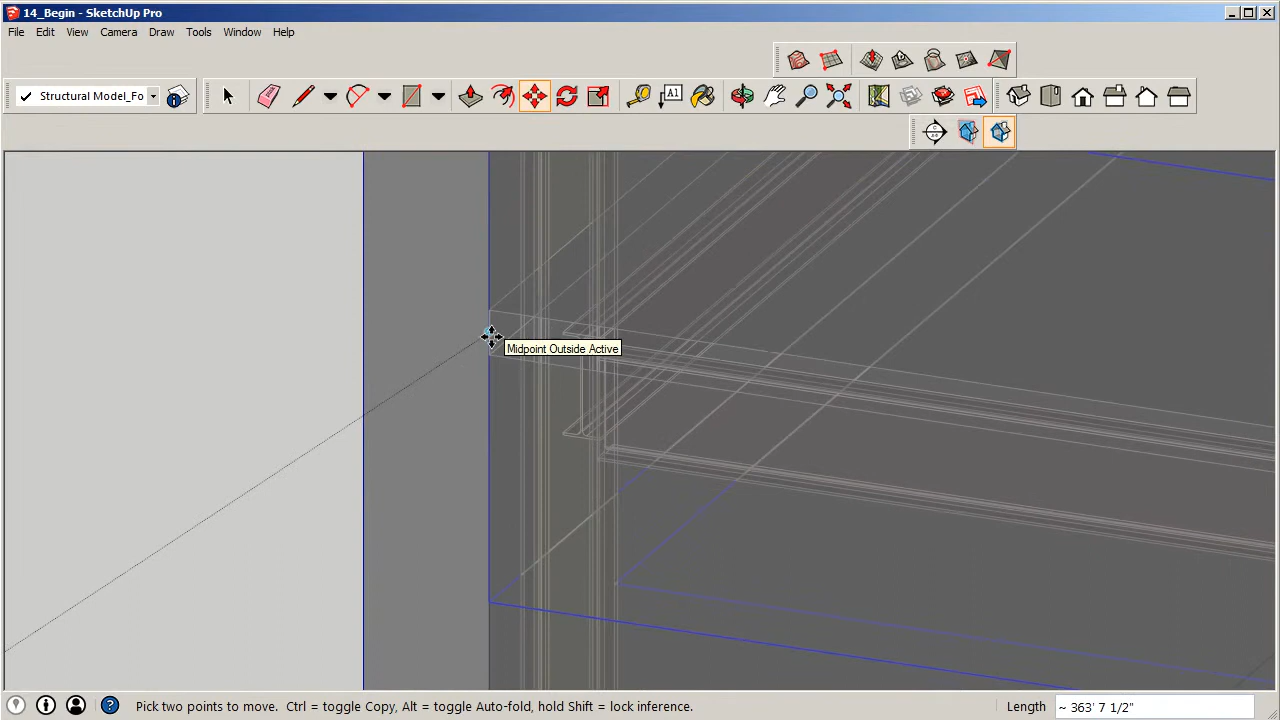 14_Begin - SketchUp Pro
File Edit View Camera Draw Tools Window Help
Structural Model_Fo
A1
Midpoint Outside Active
Pick two points to move. Ctrl = toggle Copy, Alt = toggle Auto-fold, hold Shift = lock inference.
Length ~ 363' 7 1/2"